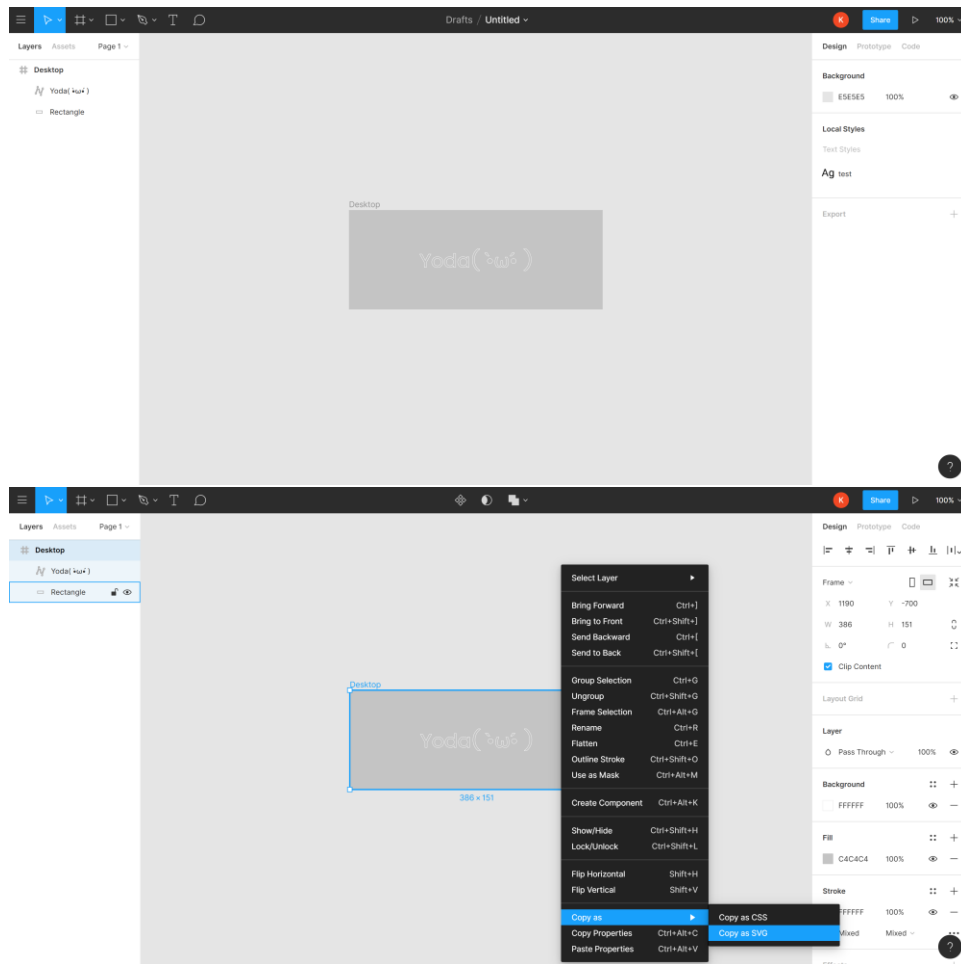 Drafts / Untitled
K
Share
100%
Layers Assets Page 1
Design Prototype Code
Desktop
Yoda( `ω´ )
Rectangle
Background
E5E5E5 100%
Local Styles
Text Styles
Ag test
Export
Desktop
Yoda( `ω´ )
?
K
Share
100%
Layers Assets Page 1
Design Prototype Code
Desktop
Yoda( `ω´ )
Rectangle
Frame
X 1190 Y -700
W 386 H 151
0° 0
Clip Content
Layout Grid
Layer
Pass Through 100%
Background
FFFFFF 100%
Fill
C4C4C4 100%
Stroke
FFFFFF 100%
Mixed Mixed
?
Desktop
Yoda( `ω´ )
386 × 151
Select Layer
Bring Forward Ctrl+]
Bring to Front Ctrl+Shift+]
Send Backward Ctrl+[
Send to Back Ctrl+Shift+[
Group Selection Ctrl+G
Ungroup Ctrl+Shift+G
Frame Selection Ctrl+Alt+G
Rename Ctrl+R
Flatten Ctrl+E
Outline Stroke Ctrl+Shift+O
Use as Mask Ctrl+Alt+M
Create Component Ctrl+Alt+K
Show/Hide Ctrl+Shift+H
Lock/Unlock Ctrl+Shift+L
Flip Horizontal Shift+H
Flip Vertical Shift+V
Copy as
Copy Properties Ctrl+Alt+C
Paste Properties Ctrl+Alt+V
Copy as CSS
Copy as SVG